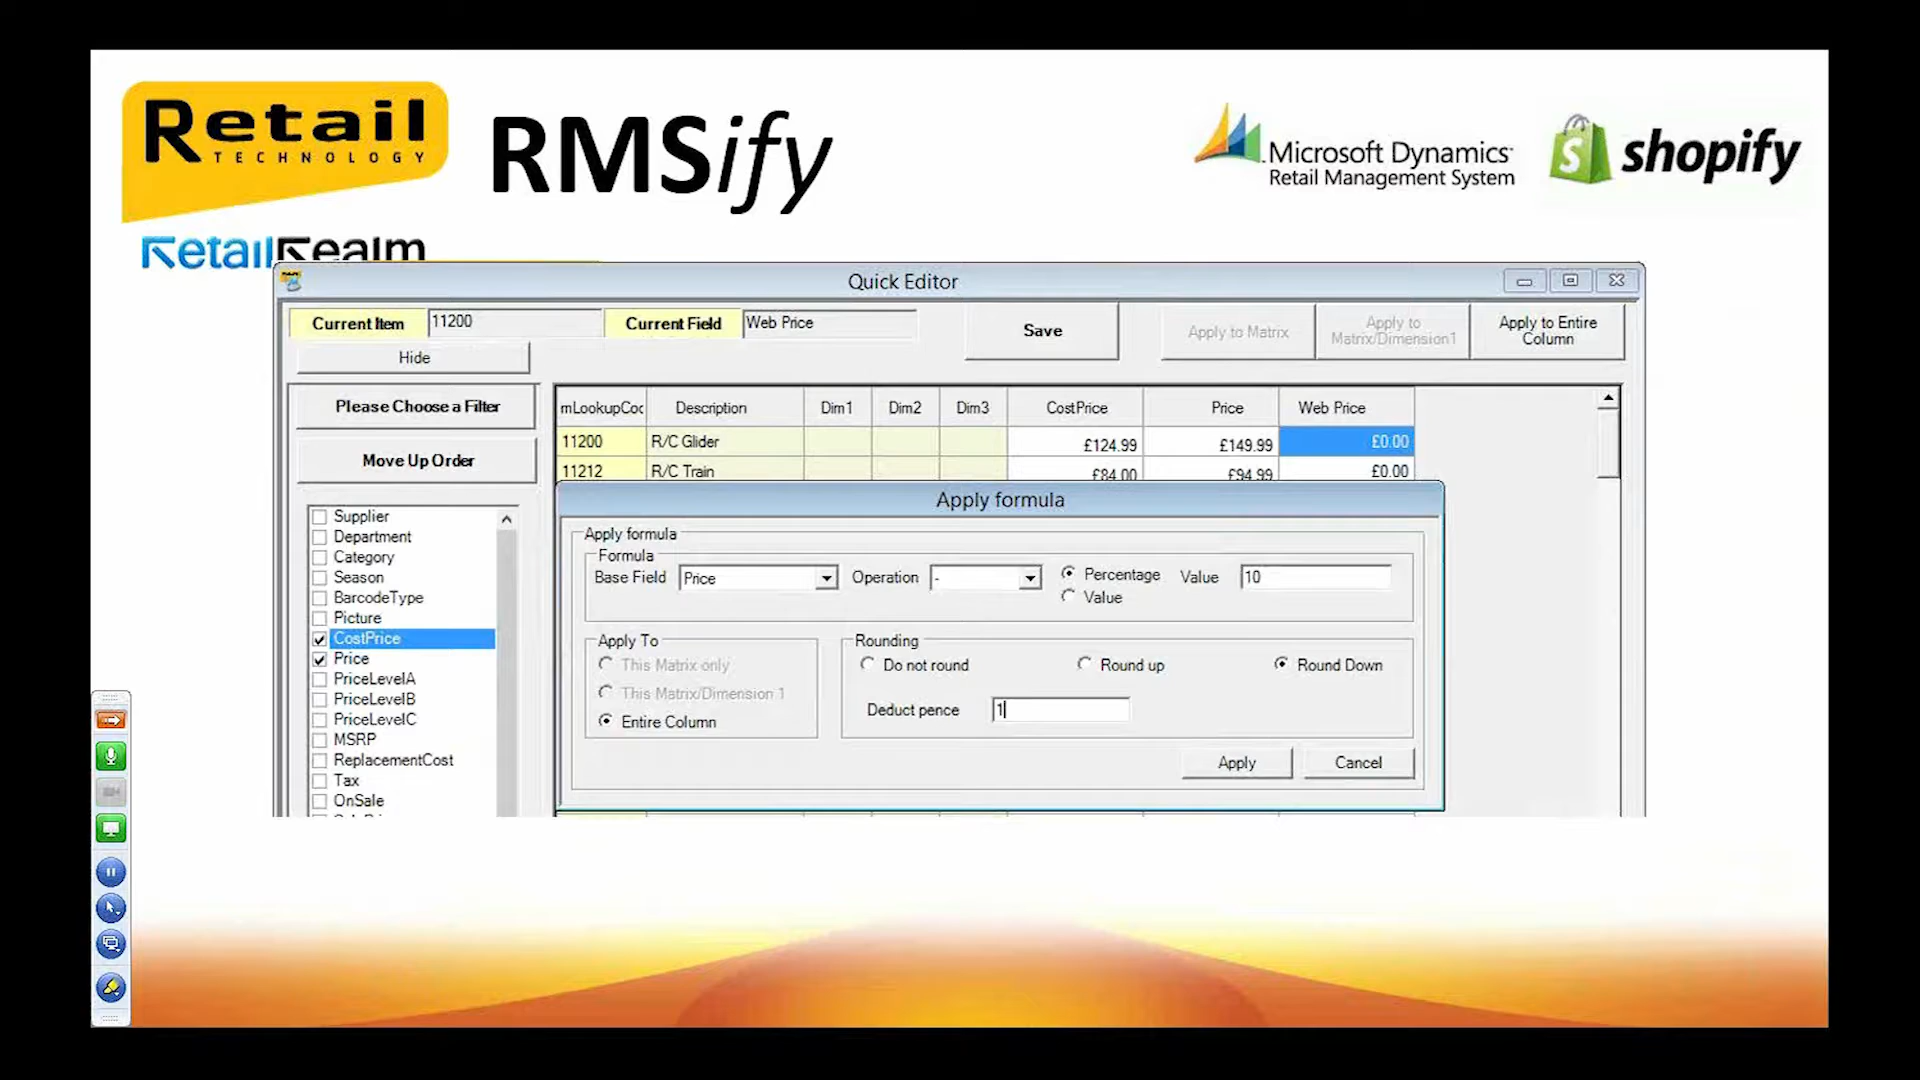 Retail
TECHNOLOGY
RMSify
Microsoft Dynamics
Retail Management System
shopify
RetailRealm
Quick Editor
Current Item 11200 Current Field Web Price Save Apply to Matrix Apply to Matrix/Dimension1 Apply to Entire Column
Hide
Please Choose a Filter
Move Up Order
mLookupCoc Description Dim1 Dim2 Dim3 CostPrice Price Web Price
11200 R/C Glider £124.99 £149.99 £0.00
11212 R/C Train £84.00 £94.99 £0.00
Supplier
Department
Category
Season
BarcodeType
Picture
CostPrice
Price
PriceLevelA
PriceLevelB
PriceLevelC
MSRP
ReplacementCost
Tax
OnSale
Apply formula
Apply formula
Formula
Base Field Price Operation - Percentage Value 10
Value
Apply To
This Matrix only
This Matrix/Dimension 1
Entire Column
Rounding
Do not round Round up Round Down
Deduct pence 1
Apply Cancel